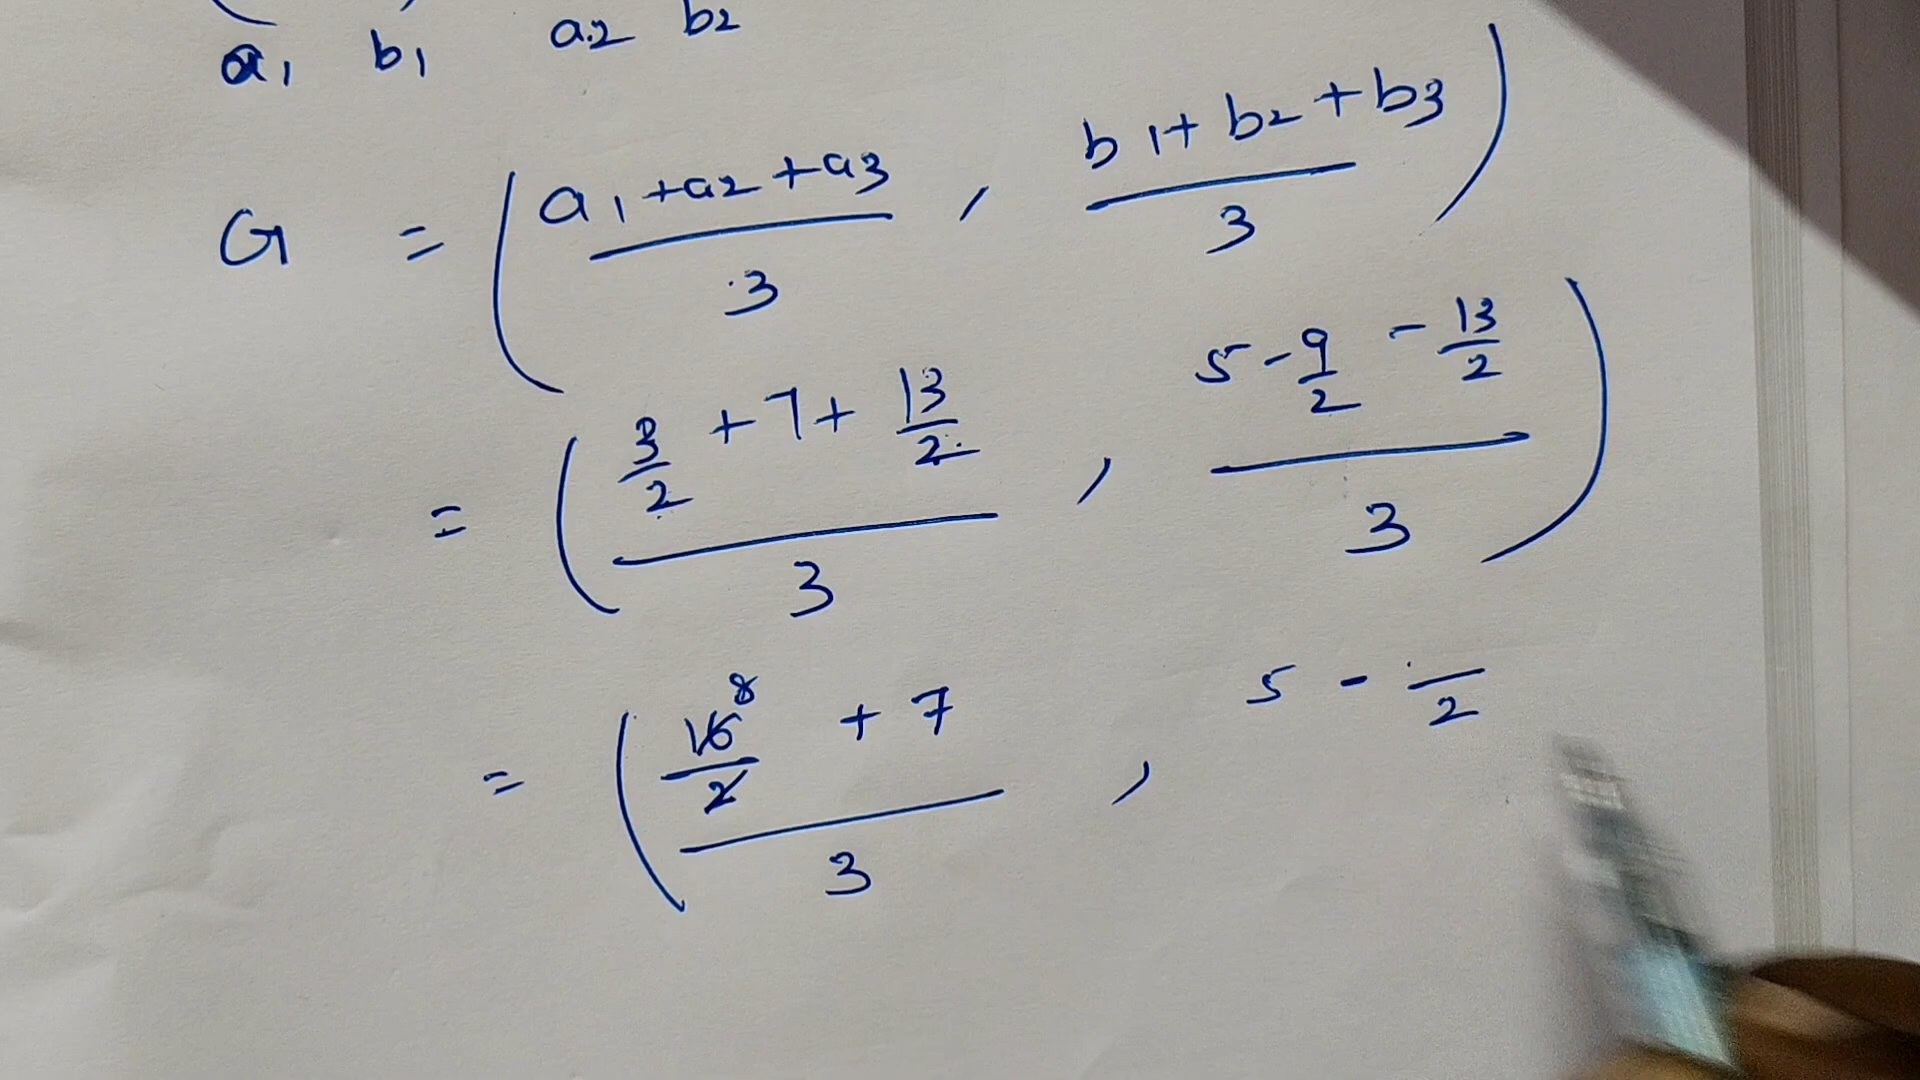 a1 b1 a2 b2
G = ( a1+a2+a3 / 3 , b1+b2+b3 / 3 )
= ( 3/2 +7+ 13/2 / 3 , 5-9/2 - 13/2 / 3 )
= ( 16/2 8 + 7 / 3 , 5 - /2